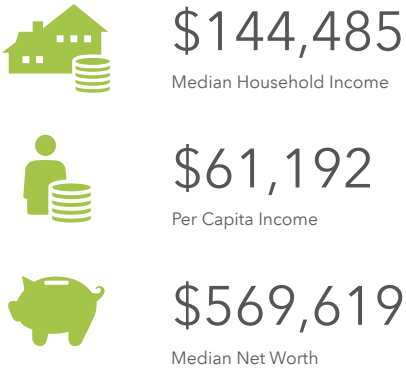 $144,485
Median Household Income
$61,192
Per Capita Income
$569,619
Median Net Worth